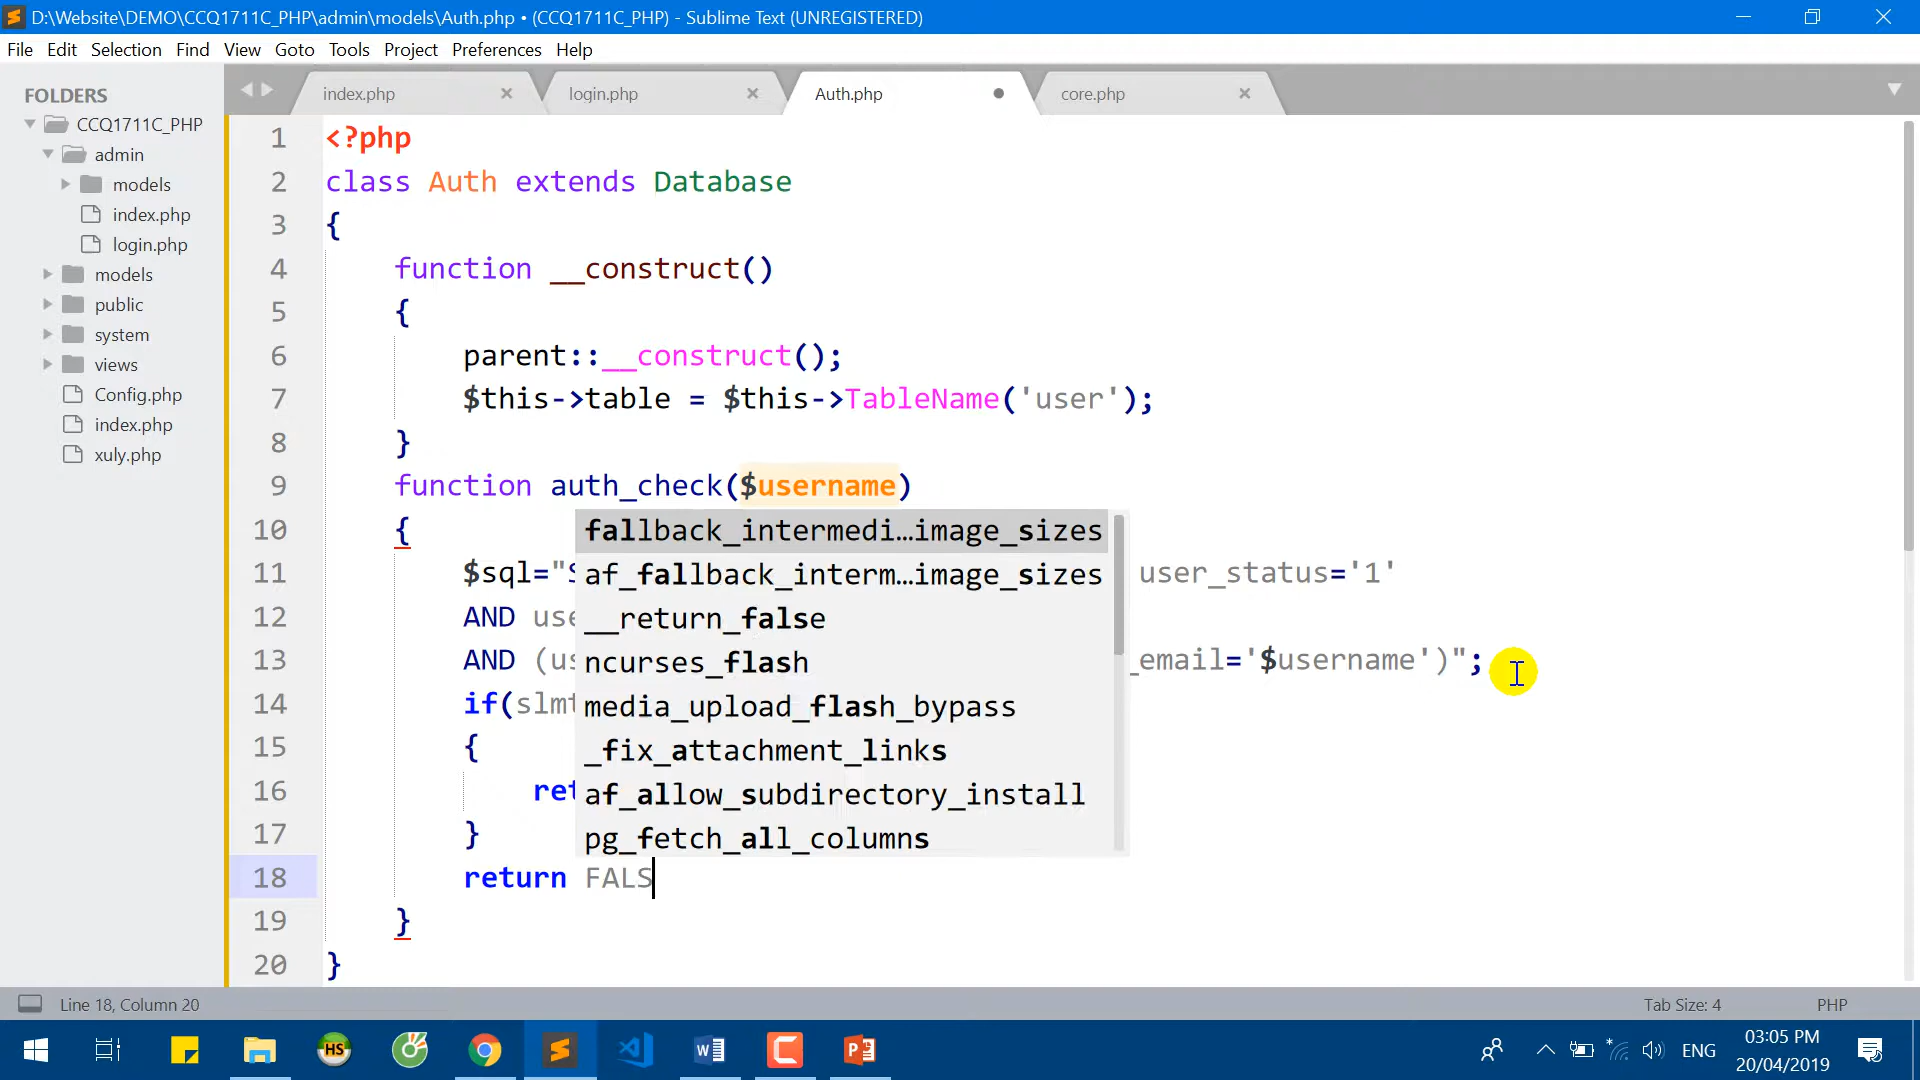 D:\Website\DEMO\CCQ1711C_PHP\admin\models\Auth.php • (CCQ1711C_PHP) - Sublime Text (UNREGISTERED)
File Edit Selection Find View Goto Tools Project Preferences Help
FOLDERS
CCQ1711C_PHP
admin
models
index.php
login.php
models
public
system
views
Config.php
index.php
xuly.php
index.php login.php Auth.php core.php
1 <?php
2 class Auth extends Database
3 {
4 function __construct()
5 {
6 parent::__construct();
7 $this->table = $this->TableName('user');
8 }
9 function auth_check($username)
10 {
11 $sql="S user_status='1'
12 AND use
13 AND (us _email='$username')";
14 if(slmt
15 {
16 ret
17 }
18 return FALS
19 }
20 }
fallback_intermedi…image_sizes
af_fallback_interm…image_sizes
__return_false
ncurses_flash
media_upload_flash_bypass
_fix_attachment_links
af_allow_subdirectory_install
pg_fetch_all_columns
Line 18, Column 20 Tab Size: 4 PHP
HS
ENG
03:05 PM
20/04/2019